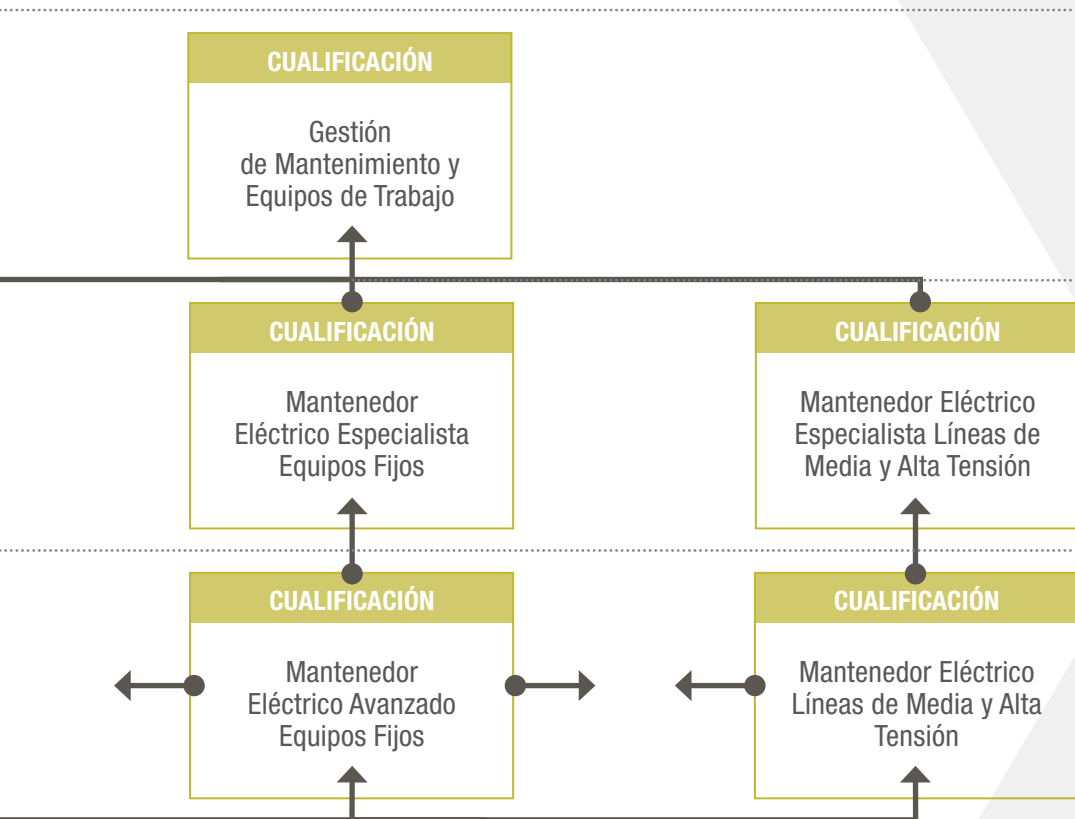 CUALIFICACIÓN
Gestión
de Mantenimiento y
Equipos de Trabajo
CUALIFICACIÓN
Mantenedor
Eléctrico Especialista
Equipos Fijos
CUALIFICACIÓN
Mantenedor Eléctrico
Especialista Líneas de
Media y Alta Tensión
CUALIFICACIÓN
Mantenedor
Eléctrico Avanzado
Equipos Fijos
CUALIFICACIÓN
Mantenedor Eléctrico
Líneas de Media y Alta
Tensión